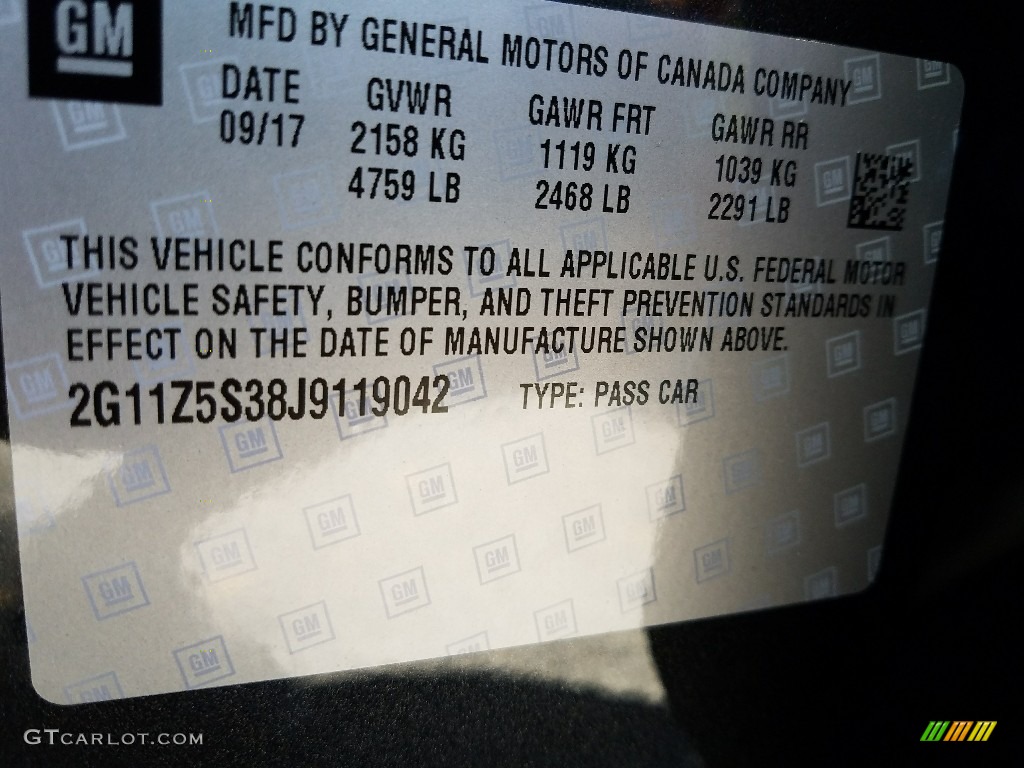 GM
MFD BY GENERAL MOTORS OF CANADA COMPANY
DATE GVWR GAWR FRT GAWR RR
09/17 2158 KG 1119 KG 1039 KG
4759 LB 2468 LB 2291 LB
THIS VEHICLE CONFORMS TO ALL APPLICABLE U.S. FEDERAL MOTOR
VEHICLE SAFETY, BUMPER, AND THEFT PREVENTION STANDARDS IN
EFFECT ON THE DATE OF MANUFACTURE SHOWN ABOVE.
2G11Z5S38J9119042 TYPE: PASS CAR
GTCARLOT.COM